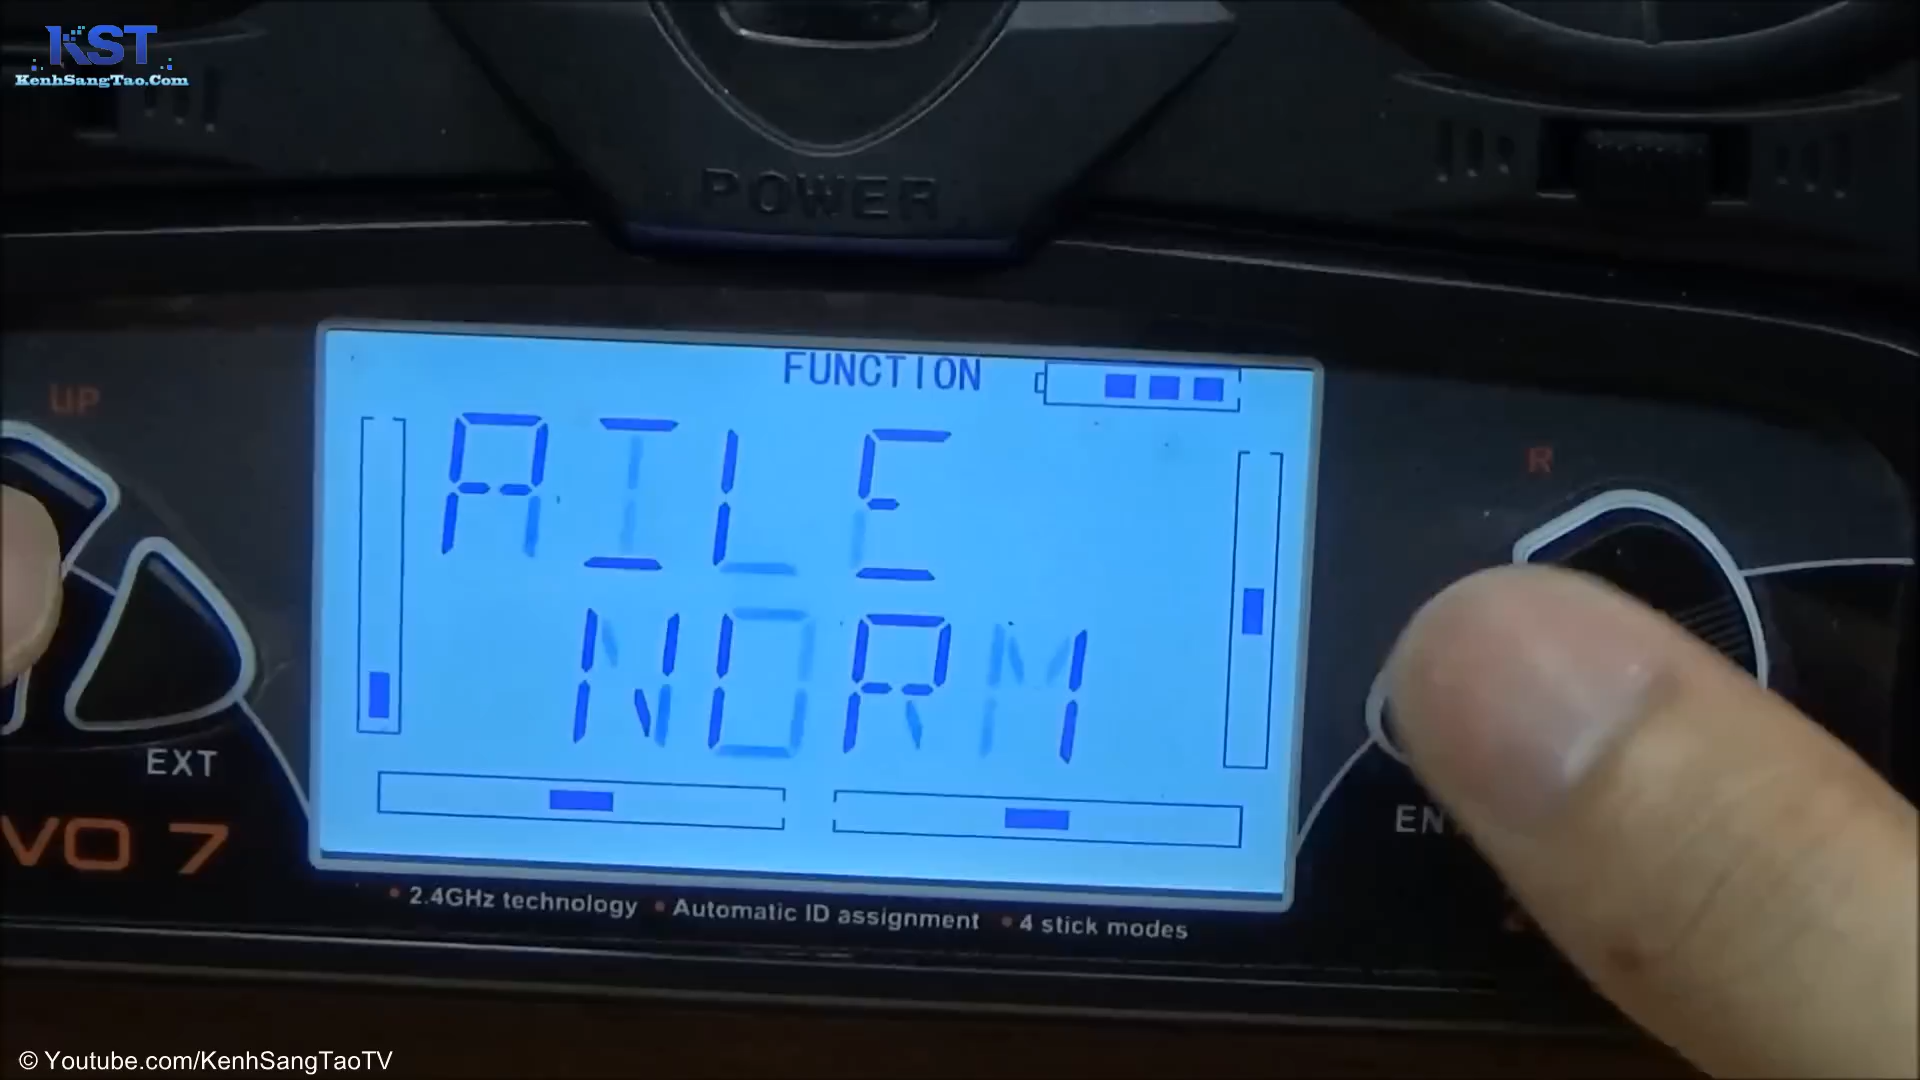 KST
KenhSangTao.Com
POWER
UP
FUNCTION
R
AILE
NORM
EXT
VO 7
• 2.4GHz technology • Automatic ID assignment • 4 stick modes
© Youtube.com/KenhSangTaoTV